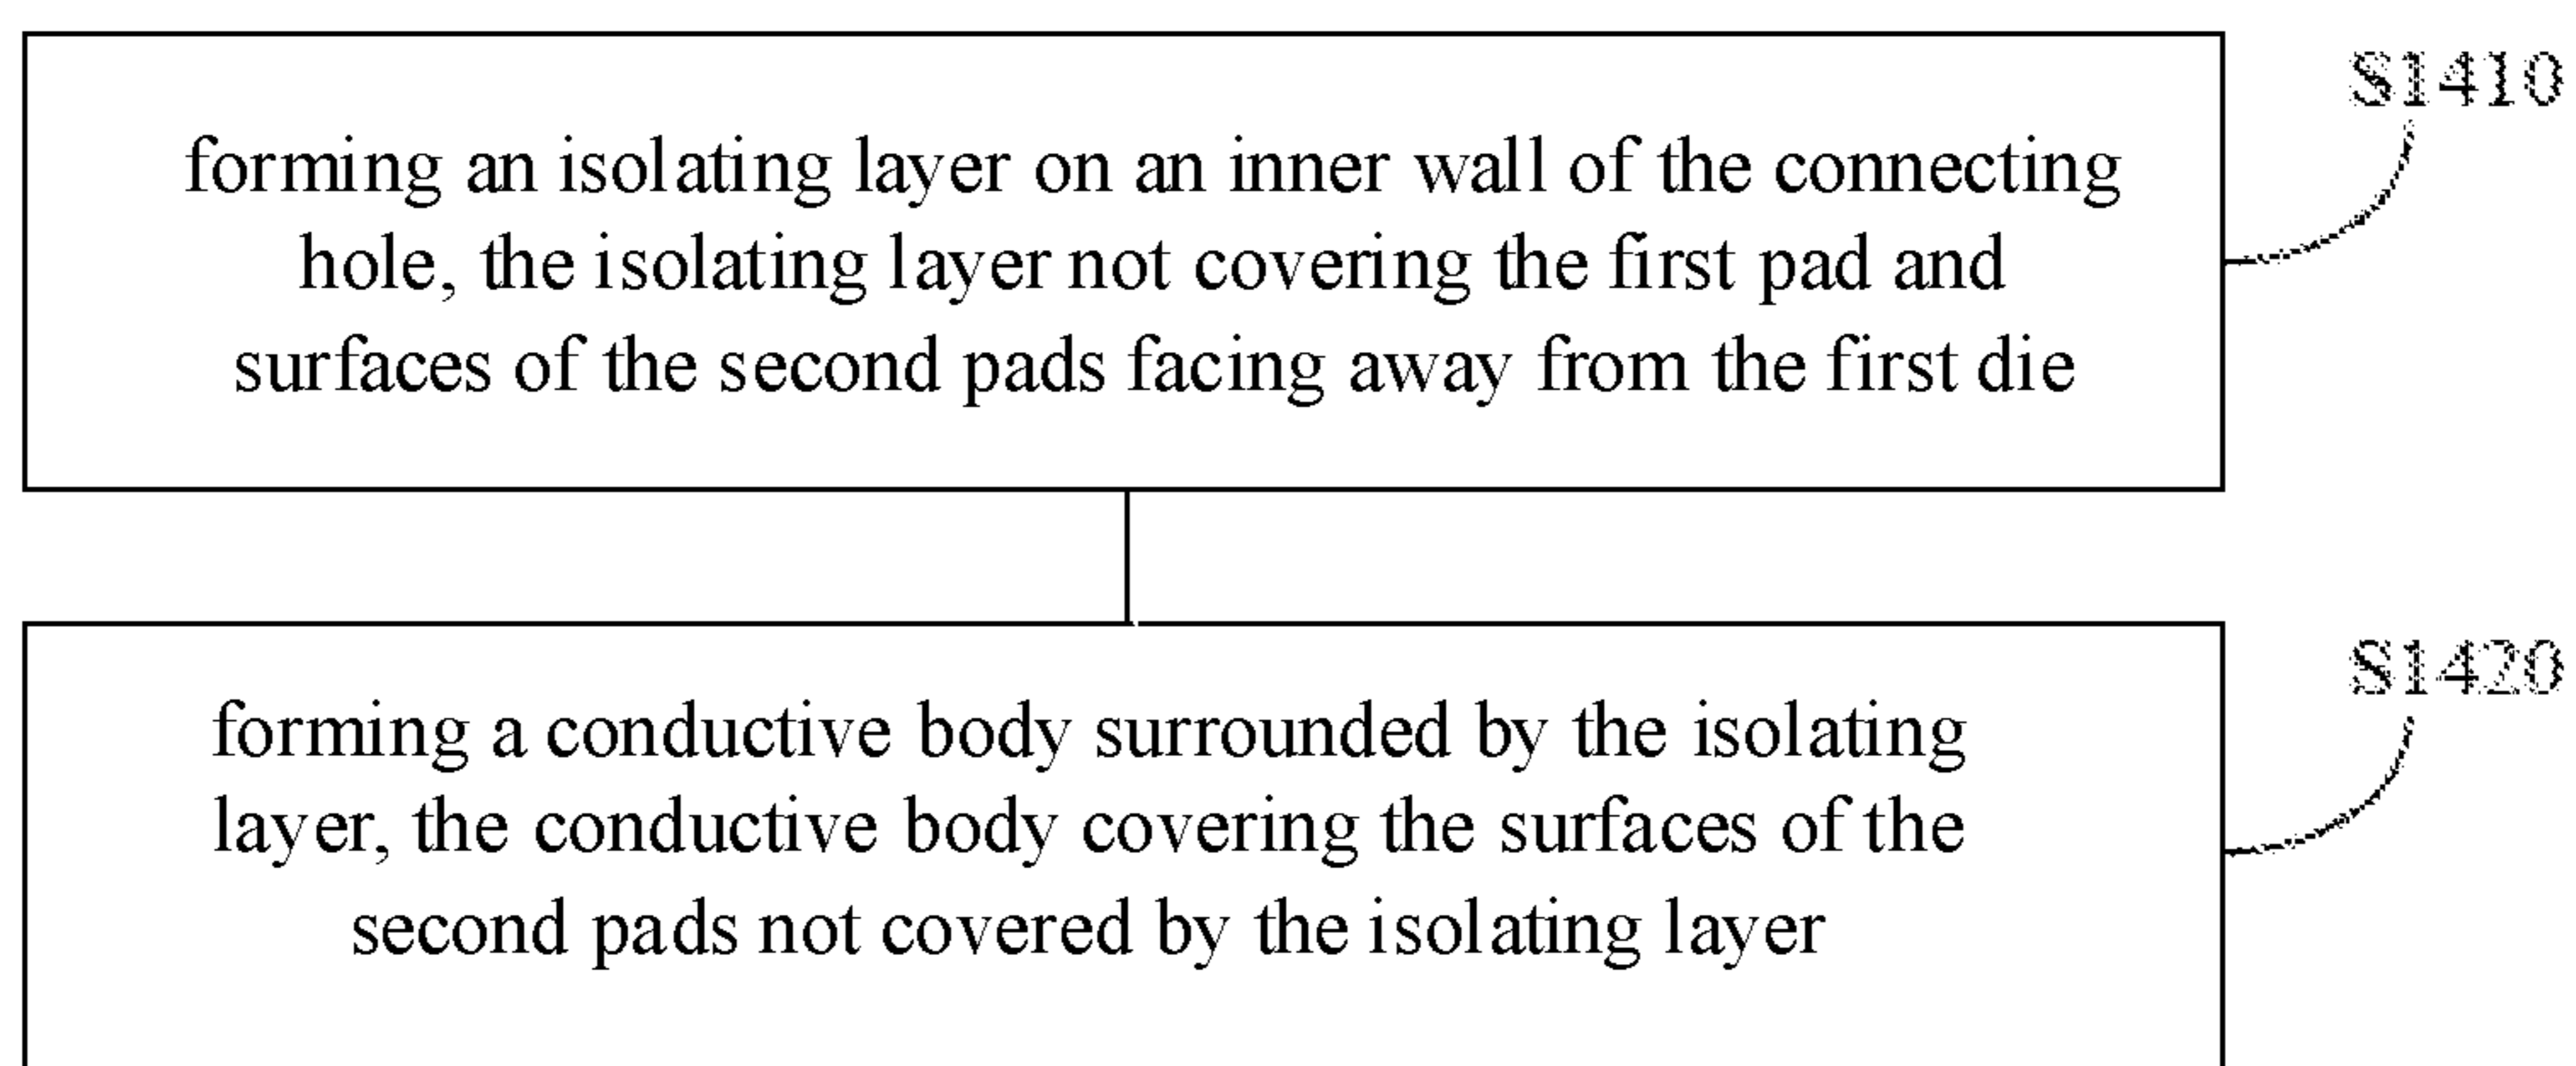 S1410
forming an isolating layer on an inner wall of the connecting
hole, the isolating layer not covering the first pad and
surfaces of the second pads facing away from the first die
S1420
forming a conductive body surrounded by the isolating
layer, the conductive body covering the surfaces of the
second pads not covered by the isolating layer